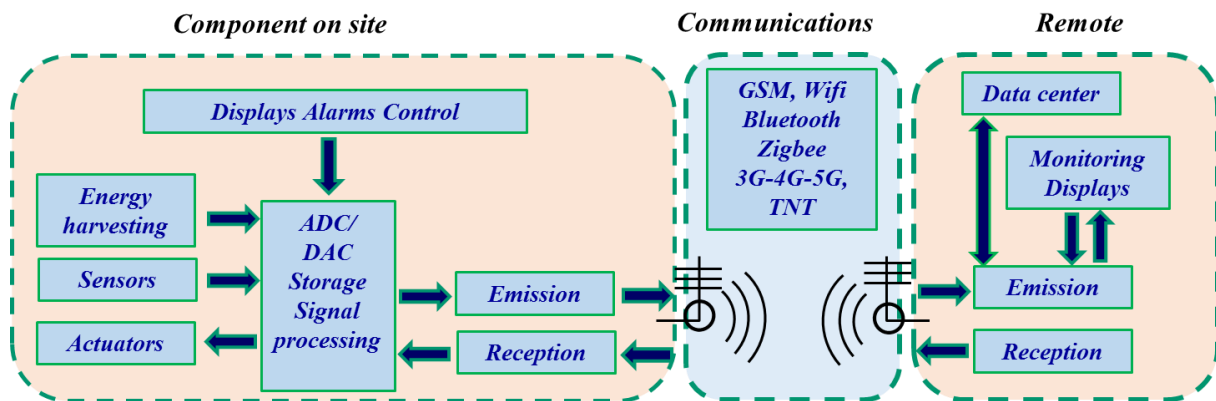 Component on site
Communications
Remote
Displays Alarms Control
Energy
harvesting
Sensors
Actuators
ADC/
DAC
Storage
Signal
processing
Emission
Reception
GSM, Wifi
Bluetooth
Zigbee
3G-4G-5G,
TNT
Data center
Monitoring
Displays
Emission
Reception